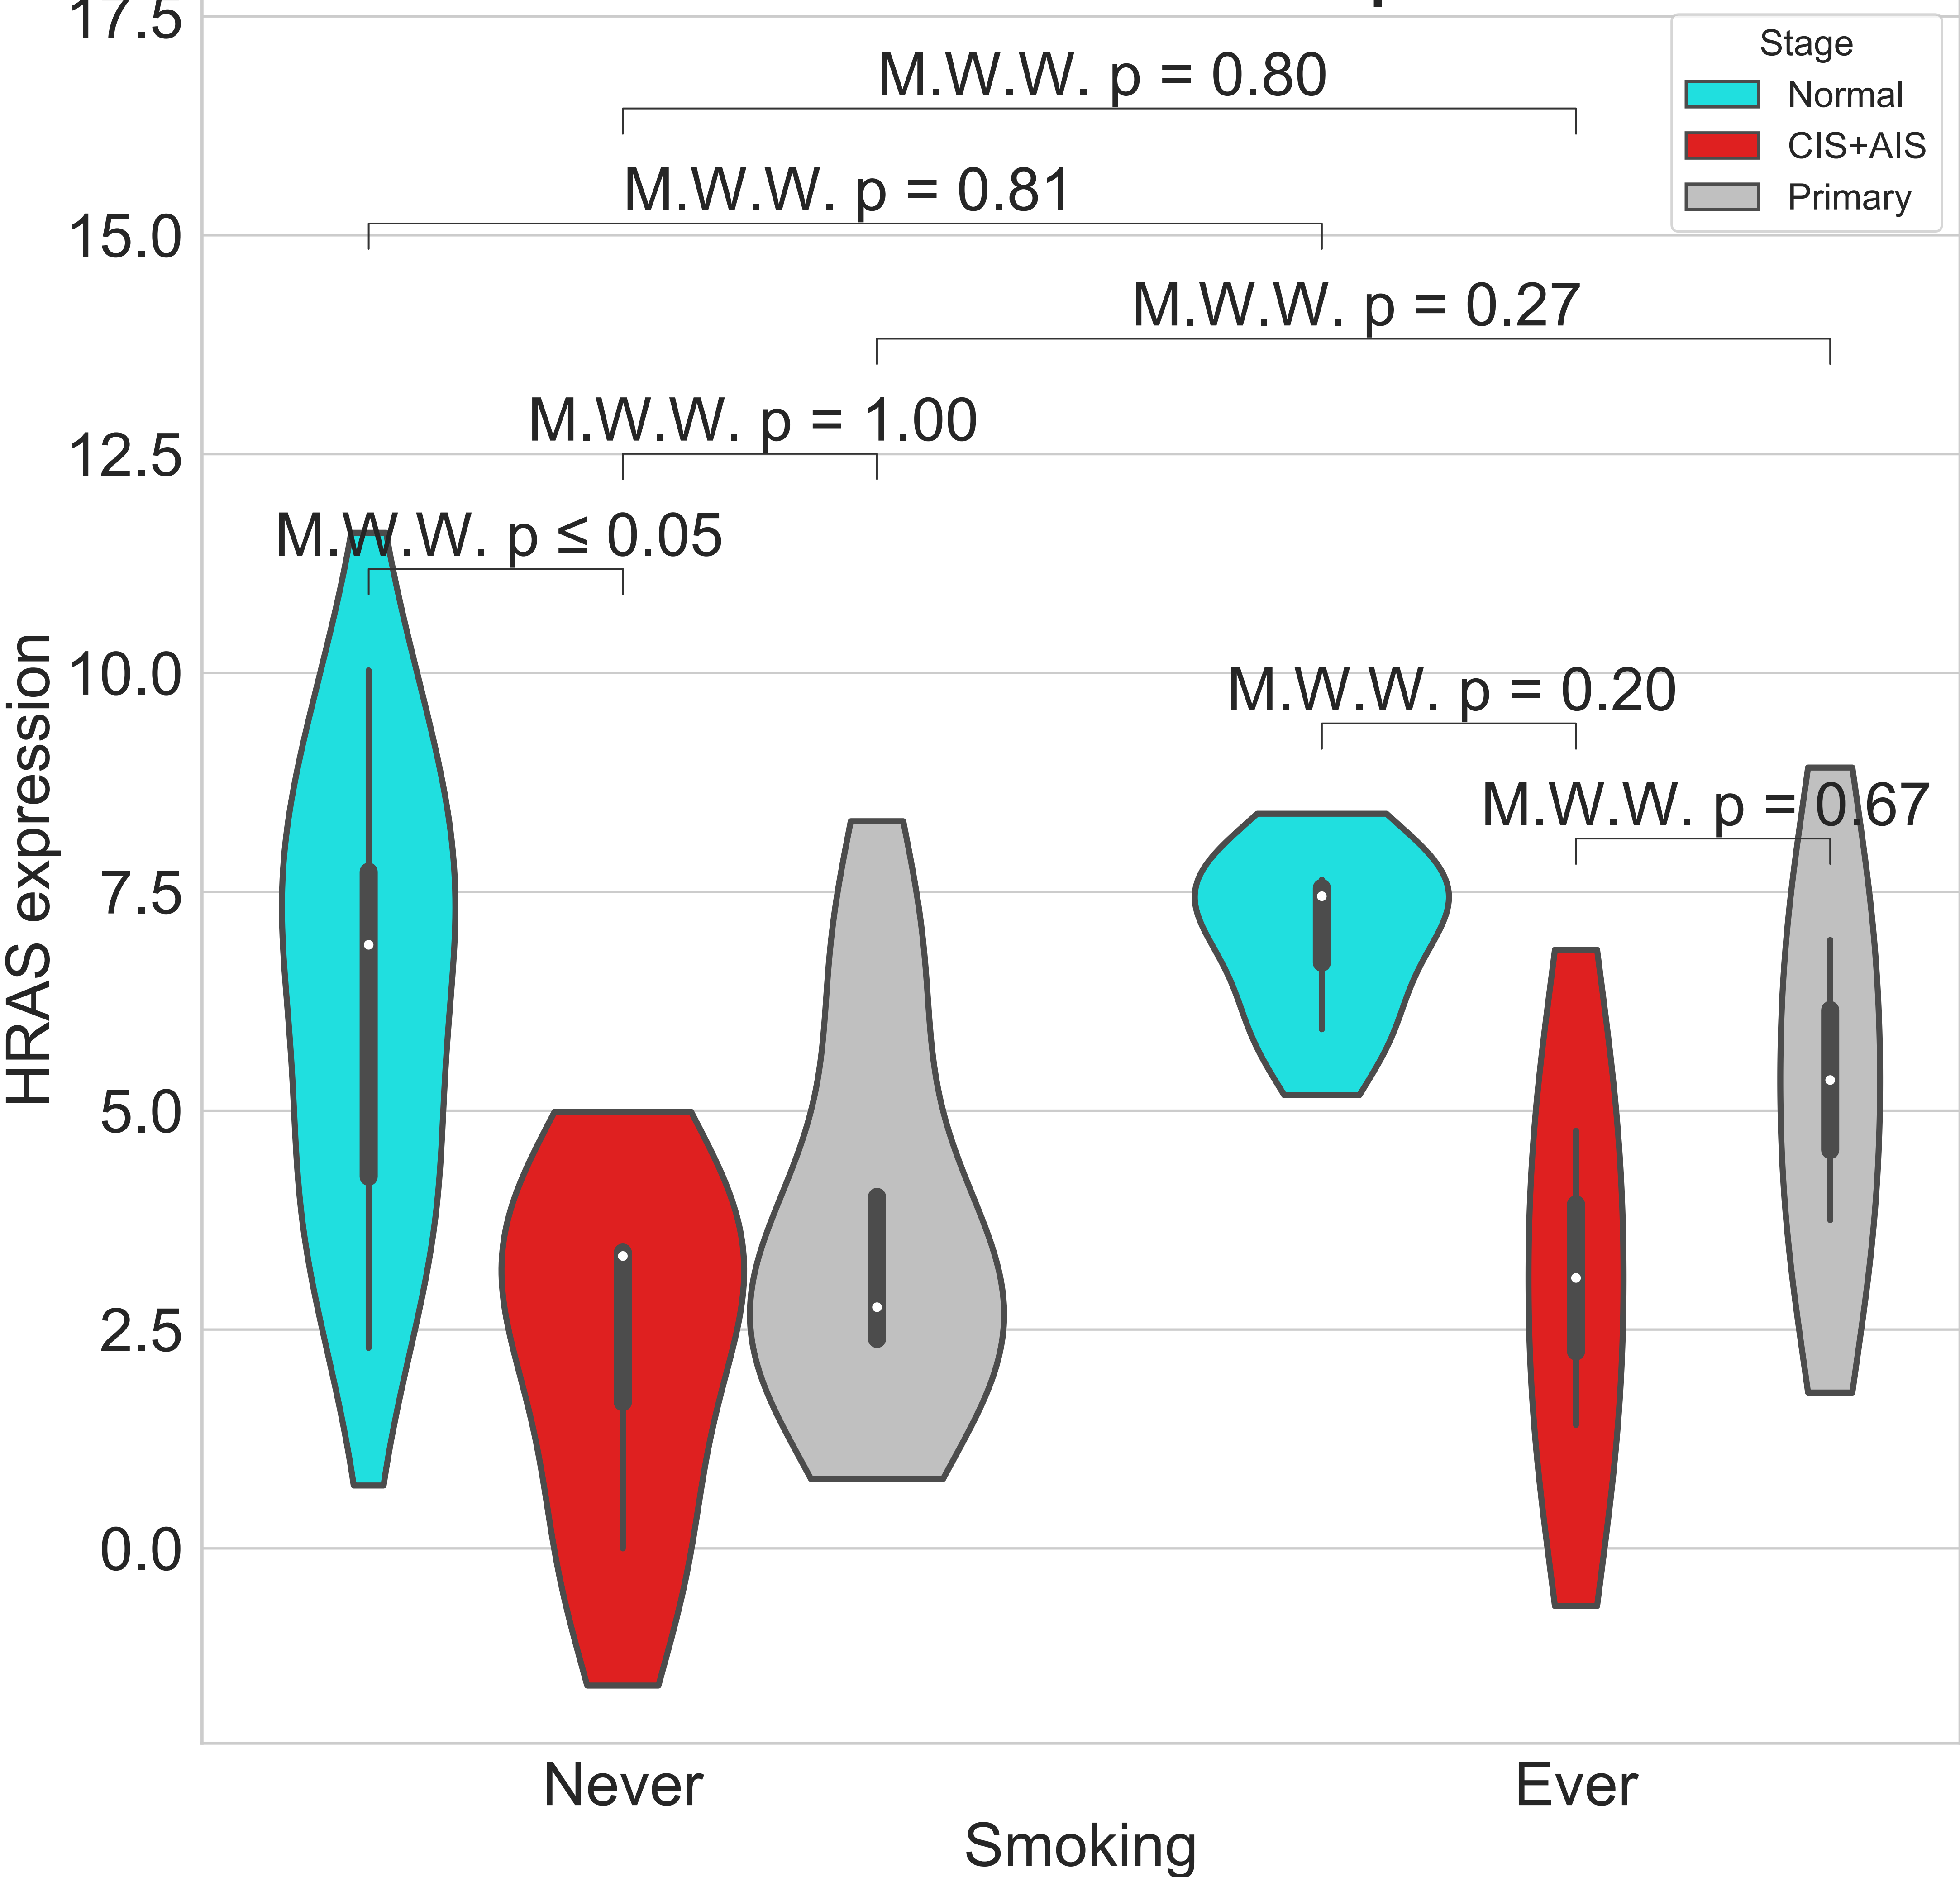 17.5
15.0
12.5
10.0
7.5
5.0
2.5
0.0
HRAS expression
M.W.W. p = 0.80
M.W.W. p = 0.81
M.W.W. p = 0.27
M.W.W. p = 1.00
M.W.W. p ≤ 0.05
M.W.W. p = 0.20
M.W.W. p = 0.67
Stage
Normal
CIS+AIS
Primary
Never
Ever
Smoking